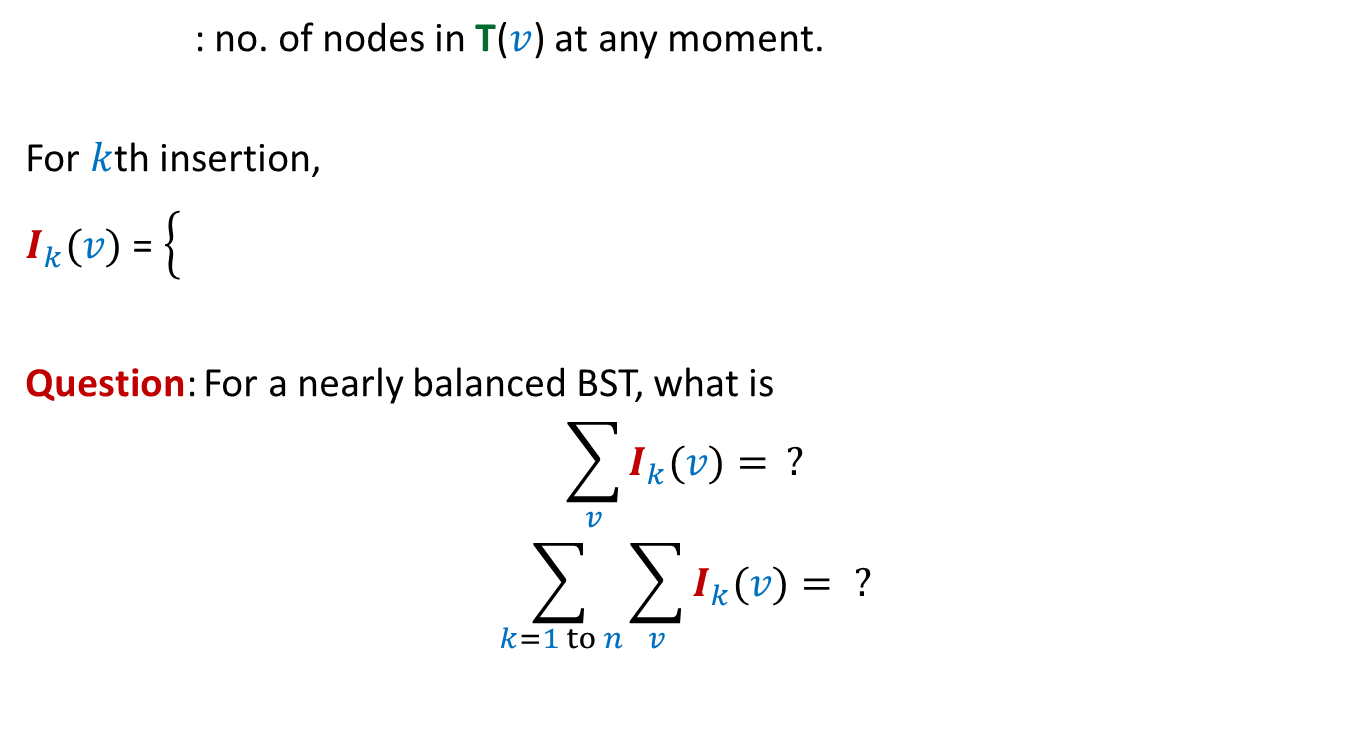 : no. of nodes in T(v) at any moment.
For kth insertion,
I_k(v) = {
Question: For a nearly balanced BST, what is
∑_v I_k(v) = ?
∑_{k=1 to n} ∑_v I_k(v) = ?